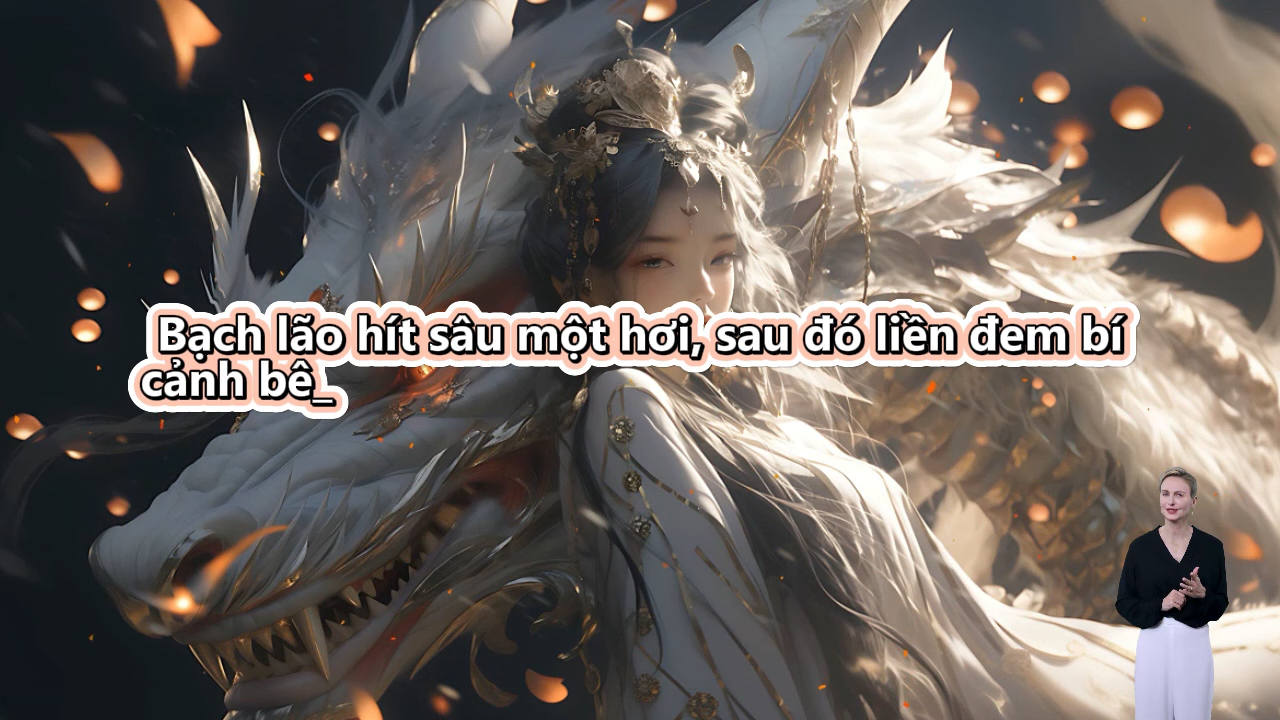 Bạch lão hít sâu một hơi, sau đó liền đem bí
cảnh bê_